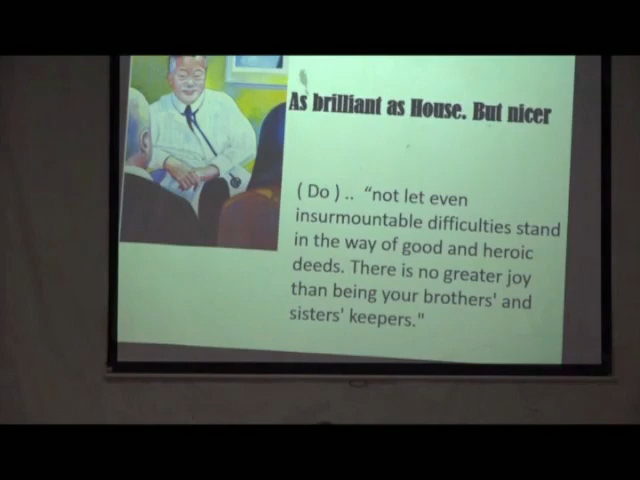 As brilliant as House. But nicer
( Do ) .. “not let even
insurmountable difficulties stand
in the way of good and heroic
deeds. There is no greater joy
than being your brothers' and
sisters' keepers."